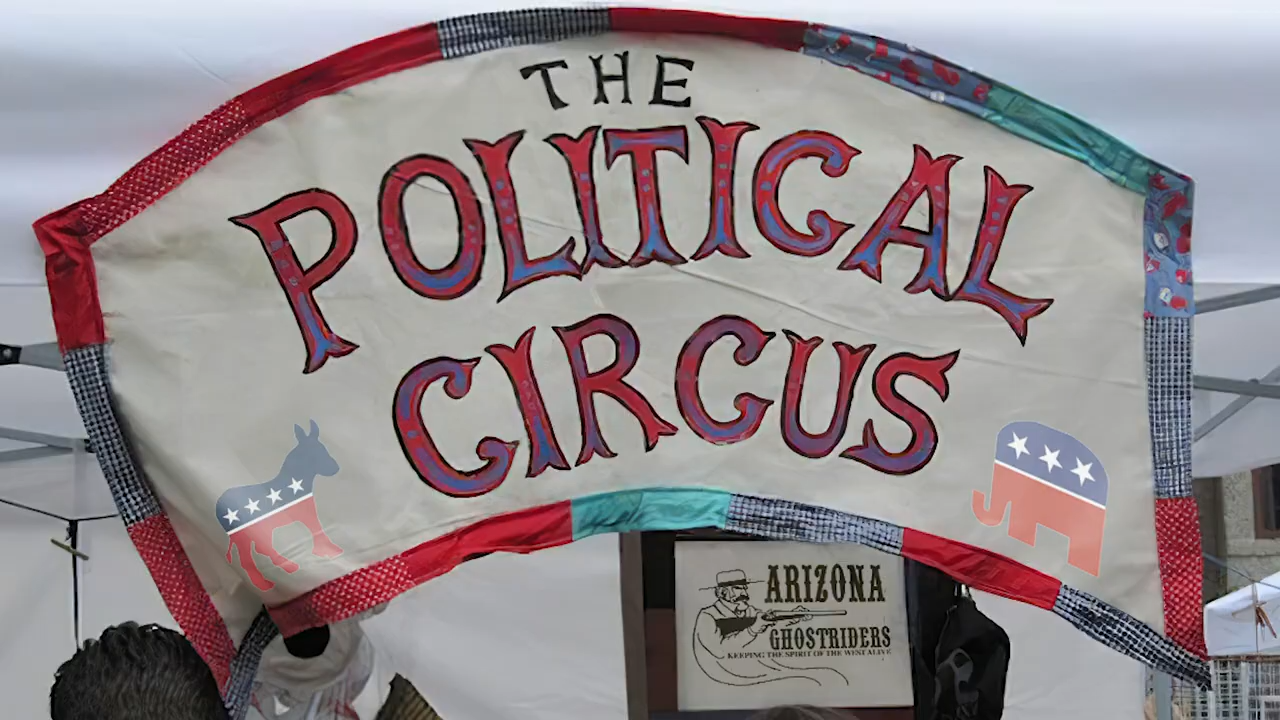 THE
POLITICAL
CIRCUS
ARIZONA
GHOSTRIDERS
KEEPING THE SPIRIT OF THE WEST ALIVE